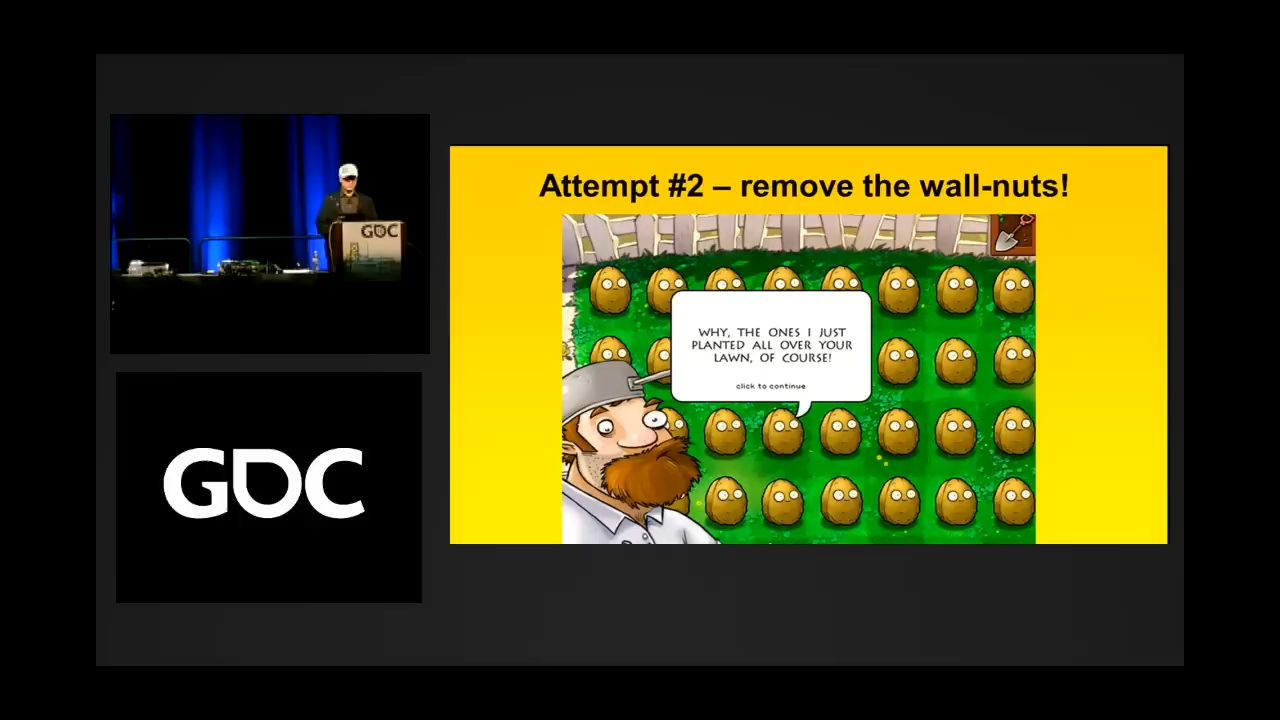 GDC
GDC
Attempt #2 – remove the wall-nuts!
WHY, THE ONES I JUST
PLANTED ALL OVER YOUR
LAWN, OF COURSE!
click to continue